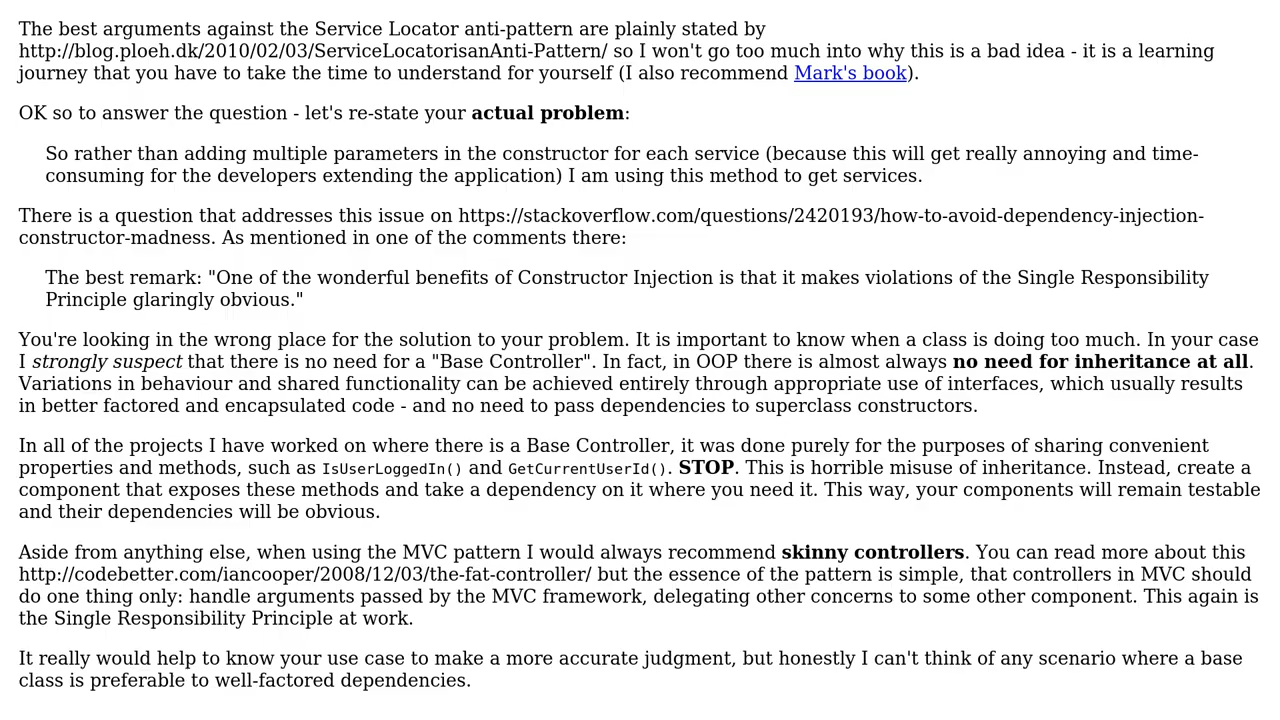 The best arguments against the Service Locator anti-pattern are plainly stated by
http://blog.ploeh.dk/2010/02/03/ServiceLocatorisanAnti-Pattern/ so I won't go too much into why this is a bad idea - it is a learning
journey that you have to take the time to understand for yourself (I also recommend Mark's book).
OK so to answer the question - let's re-state your actual problem:
So rather than adding multiple parameters in the constructor for each service (because this will get really annoying and time-
consuming for the developers extending the application) I am using this method to get services.
There is a question that addresses this issue on https://stackoverflow.com/questions/2420193/how-to-avoid-dependency-injection-
constructor-madness. As mentioned in one of the comments there:
The best remark: "One of the wonderful benefits of Constructor Injection is that it makes violations of the Single Responsibility
Principle glaringly obvious."
You're looking in the wrong place for the solution to your problem. It is important to know when a class is doing too much. In your case
I strongly suspect that there is no need for a "Base Controller". In fact, in OOP there is almost always no need for inheritance at all.
Variations in behaviour and shared functionality can be achieved entirely through appropriate use of interfaces, which usually results
in better factored and encapsulated code - and no need to pass dependencies to superclass constructors.
In all of the projects I have worked on where there is a Base Controller, it was done purely for the purposes of sharing convenient
properties and methods, such as IsUserLoggedIn() and GetCurrentUserId(). STOP. This is horrible misuse of inheritance. Instead, create a
component that exposes these methods and take a dependency on it where you need it. This way, your components will remain testable
and their dependencies will be obvious.
Aside from anything else, when using the MVC pattern I would always recommend skinny controllers. You can read more about this
http://codebetter.com/iancooper/2008/12/03/the-fat-controller/ but the essence of the pattern is simple, that controllers in MVC should
do one thing only: handle arguments passed by the MVC framework, delegating other concerns to some other component. This again is
the Single Responsibility Principle at work.
It really would help to know your use case to make a more accurate judgment, but honestly I can't think of any scenario where a base
class is preferable to well-factored dependencies.